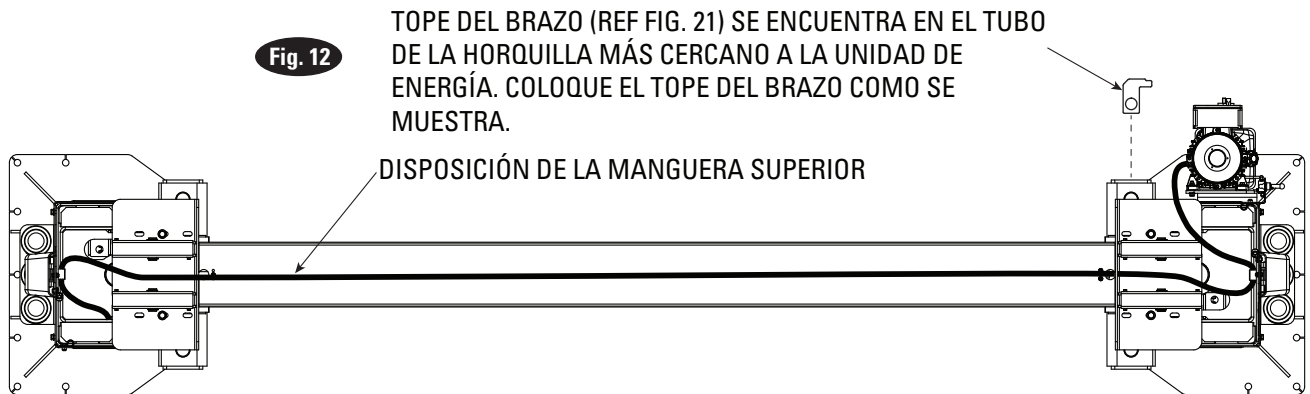 Fig. 12
TOPE DEL BRAZO (REF FIG. 21) SE ENCUENTRA EN EL TUBO
DE LA HORQUILLA MÁS CERCANO A LA UNIDAD DE
ENERGÍA. COLOQUE EL TOPE DEL BRAZO COMO SE
MUESTRA.
DISPOSICIÓN DE LA MANGUERA SUPERIOR